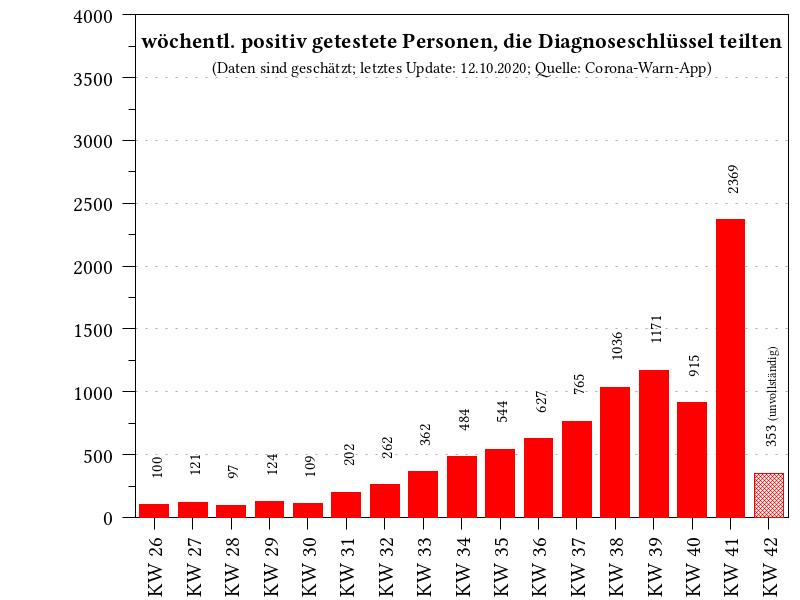 wöchentl. positiv getestete Personen, die Diagnoseschlüssel teilten
(Daten sind geschätzt; letztes Update: 12.10.2020; Quelle: Corona-Warn-App)
4000
3500
3000
2500
2000
1500
1000
500
0
100
121
97
124
109
202
262
362
484
544
627
765
1036
1171
915
2369
353 (unvollständig)
KW 26
KW 27
KW 28
KW 29
KW 30
KW 31
KW 32
KW 33
KW 34
KW 35
KW 36
KW 37
KW 38
KW 39
KW 40
KW 41
KW 42